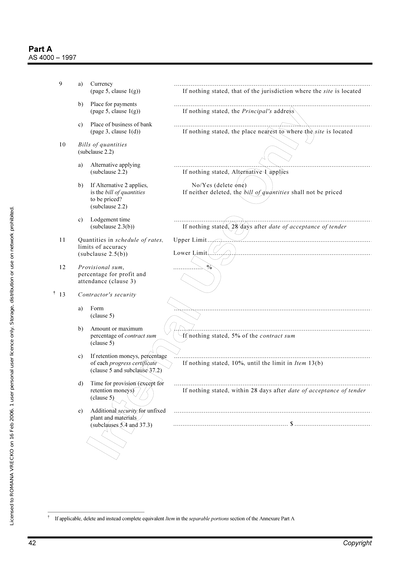 Part A
AS 4000 – 1997
9 a) Currency
(page 5, clause 1(g)) If nothing stated, that of the jurisdiction where the site is located
b) Place for payments
(page 5, clause 1(g)) If nothing stated, the Principal's address
c) Place of business of bank
(page 3, clause 1(d)) If nothing stated, the place nearest to where the site is located
10 Bills of quantities
(subclause 2.2)
a) Alternative applying
(subclause 2.2) If nothing stated, Alternative 1 applies
b) If Alternative 2 applies, No/Yes (delete one)
is the bill of quantities If neither deleted, the bill of quantities shall not be priced
to be priced?
(subclause 2.2)
c) Lodgement time
(subclause 2.3(b)) If nothing stated, 28 days after date of acceptance of tender
11 Quantities in schedule of rates, Upper Limit
limits of accuracy
(subclause 2.5(b)) Lower Limit
12 Provisional sum, %
percentage for profit and
attendance (clause 3)
13 Contractor's security
a) Form
(clause 5)
b) Amount or maximum
percentage of contract sum If nothing stated, 5% of the contract sum
(clause 5)
c) If retention moneys, percentage
of each progress certificate If nothing stated, 10%, until the limit in Item 13(b)
(clause 5 and subclause 37.2)
d) Time for provision (except for
retention moneys) If nothing stated, within 28 days after date of acceptance of tender
(clause 5)
e) Additional security for unfixed
plant and materials
(subclauses 5.4 and 37.3) $
If applicable, delete and instead complete equivalent Item in the separable portions section of the Annexure Part A
42 Copyright
Licensed to ROMANA VRECKO on 16 Feb 2006. 1 user personal user licence only. Storage, distribution or use on network prohibited.
Internal Use Only